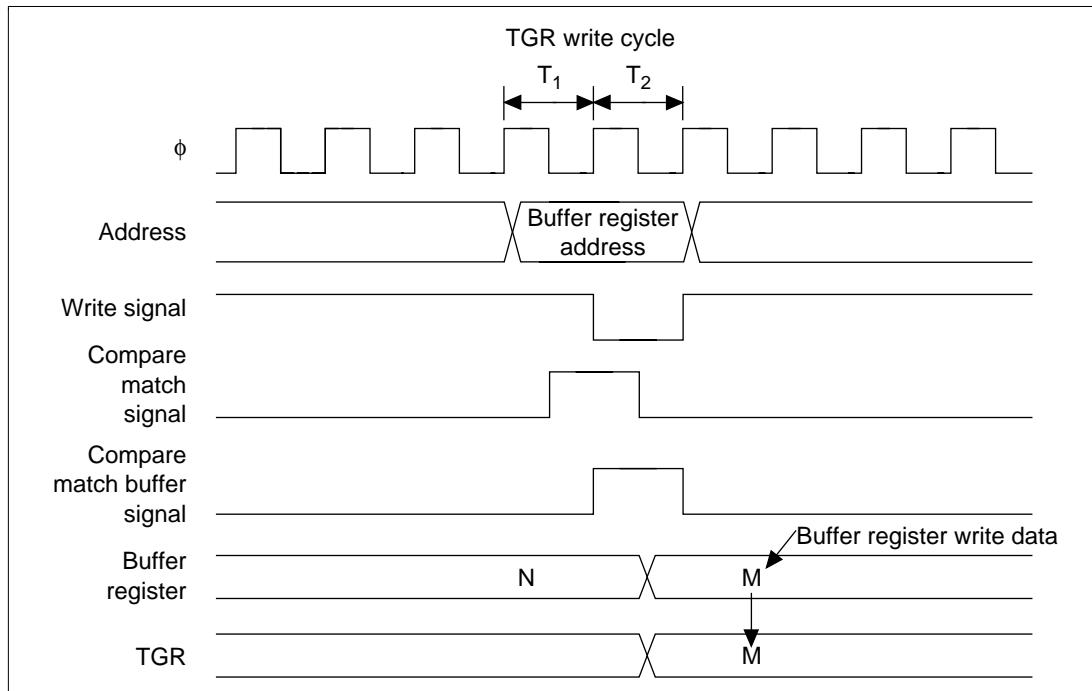 TGR write cycle
T1 T2
ϕ
Address
Buffer register
address
Write signal
Compare
match
signal
Compare
match buffer
signal
Buffer register write data
Buffer
register
N M
TGR
M